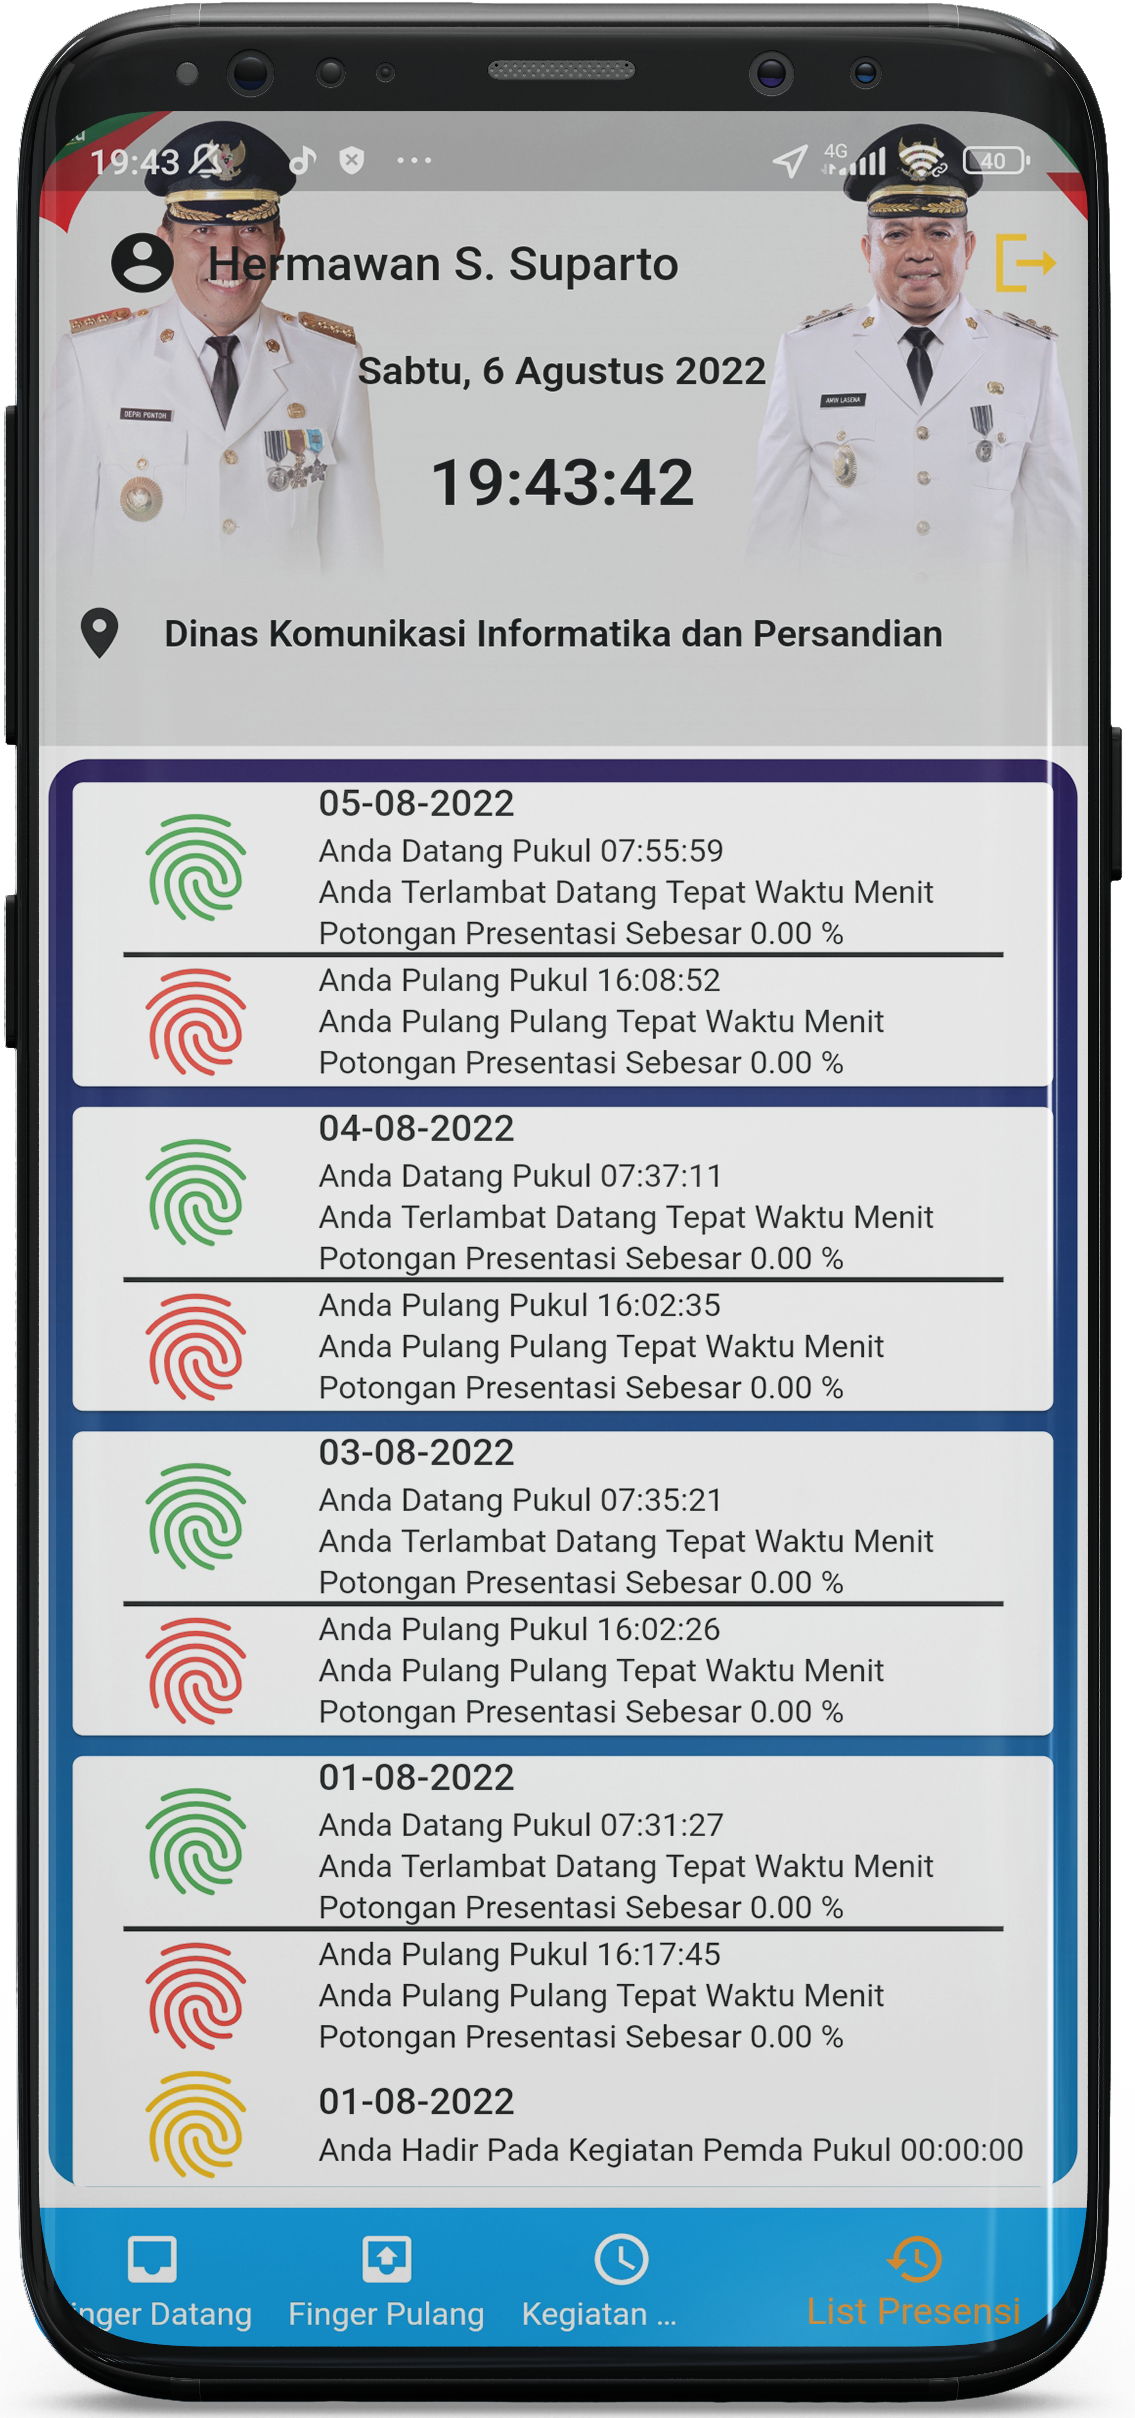 19:43
4G
40
Hermawan S. Suparto
Sabtu, 6 Agustus 2022
DEPRI PONTOH
AMIN LASENA
19:43:42
Dinas Komunikasi Informatika dan Persandian
05-08-2022
Anda Datang Pukul 07:55:59
Anda Terlambat Datang Tepat Waktu Menit
Potongan Presentasi Sebesar 0.00 %
Anda Pulang Pukul 16:08:52
Anda Pulang Pulang Tepat Waktu Menit
Potongan Presentasi Sebesar 0.00 %
04-08-2022
Anda Datang Pukul 07:37:11
Anda Terlambat Datang Tepat Waktu Menit
Potongan Presentasi Sebesar 0.00 %
Anda Pulang Pukul 16:02:35
Anda Pulang Pulang Tepat Waktu Menit
Potongan Presentasi Sebesar 0.00 %
03-08-2022
Anda Datang Pukul 07:35:21
Anda Terlambat Datang Tepat Waktu Menit
Potongan Presentasi Sebesar 0.00 %
Anda Pulang Pukul 16:02:26
Anda Pulang Pulang Tepat Waktu Menit
Potongan Presentasi Sebesar 0.00 %
01-08-2022
Anda Datang Pukul 07:31:27
Anda Terlambat Datang Tepat Waktu Menit
Potongan Presentasi Sebesar 0.00 %
Anda Pulang Pukul 16:17:45
Anda Pulang Pulang Tepat Waktu Menit
Potongan Presentasi Sebesar 0.00 %
01-08-2022
Anda Hadir Pada Kegiatan Pemda Pukul 00:00:00
inger Datang
Finger Pulang
Kegiatan ...
List Presensi